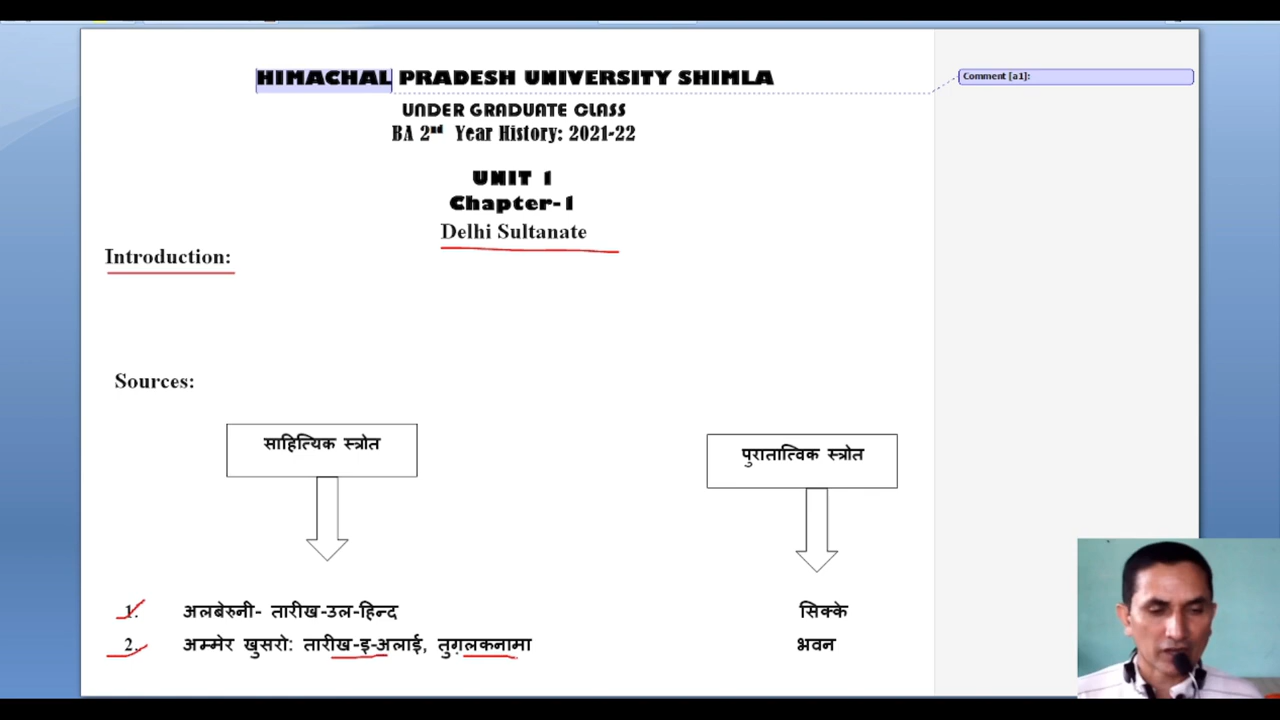 HIMACHAL PRADESH UNIVERSITY SHIMLA
Comment [a1]:
UNDER GRADUATE CLASS
BA 2nd Year History: 2021-22
UNIT 1
Chapter-1
Delhi Sultanate
Introduction:
Sources:
साहित्यिक स्त्रोत
पुरातात्विक स्त्रोत
1. अलबेरुनी- तारीख-उल-हिन्द
सिक्के
2. अम्मेर खुसरो: तारीख-इ-अलाई, तुग़लकनामा
भवन